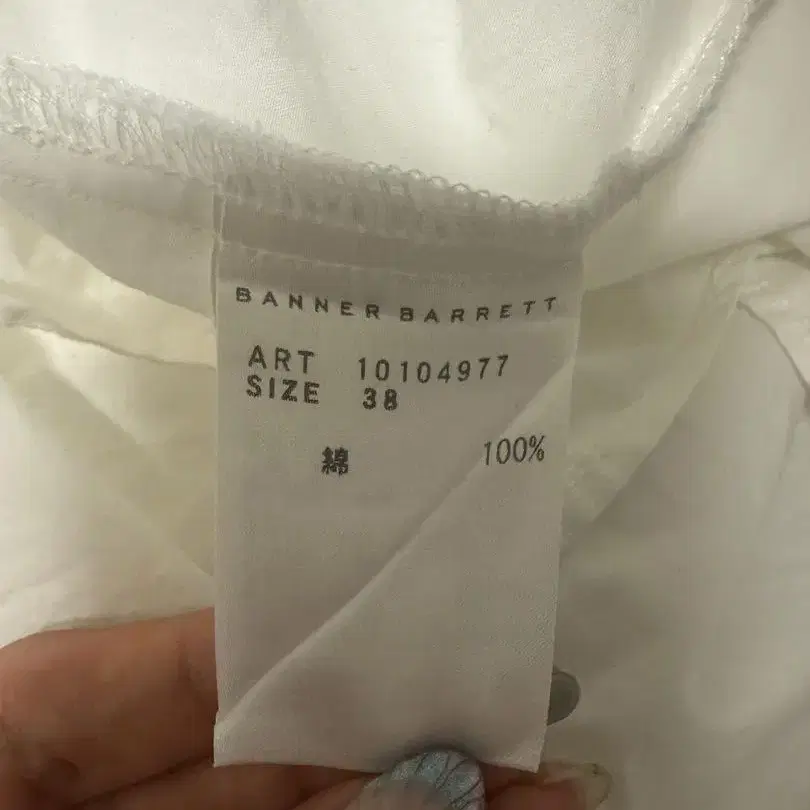 BANNER BARRETT
ART 10104977
SIZE 38
綿 100%